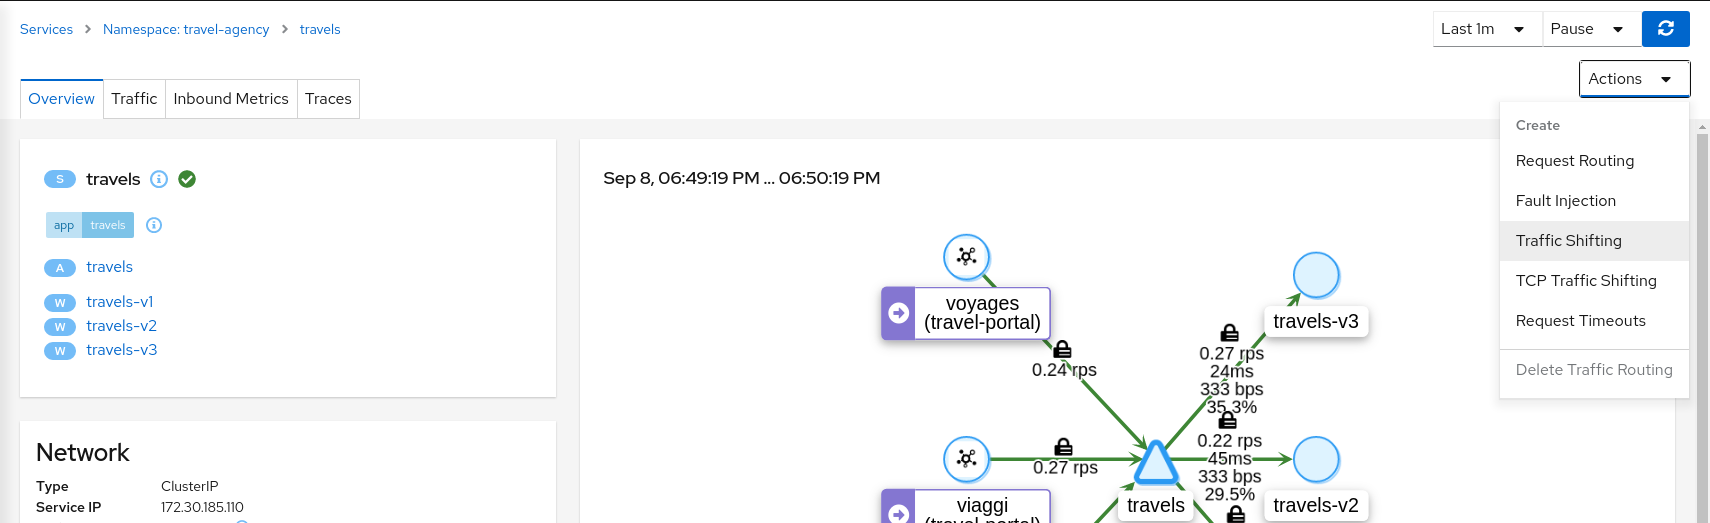 Services > Namespace: travel-agency > travels
Last 1m
Pause
Actions
Overview
Traffic
Inbound Metrics
Traces
Create
Request Routing
Fault Injection
Traffic Shifting
TCP Traffic Shifting
Request Timeouts
Delete Traffic Routing
S travels
app travels
A travels
W travels-v1
W travels-v2
W travels-v3
Network
Type ClusterIP
Service IP 172.30.185.110
Sep 8, 06:49:19 PM ... 06:50:19 PM
voyages
(travel-portal)
0.24 rps
travels-v3
0.27 rps
24ms
333 bps
35.3%
0.27 rps
0.22 rps
45ms
333 bps
29.5%
viaggi
(travel-portal)
travels
travels-v2